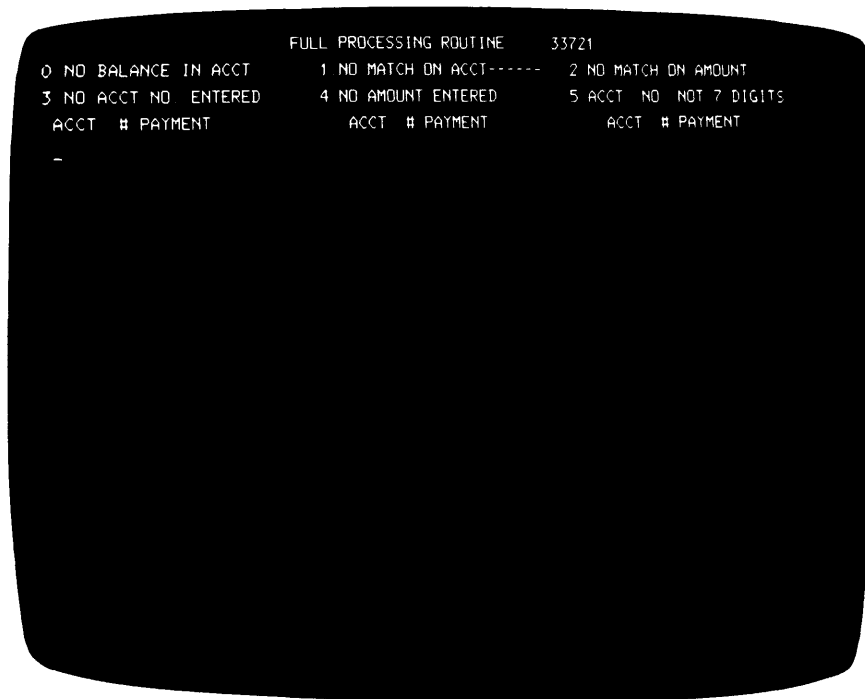 FULL PROCESSING ROUTINE 33721
0 NO BALANCE IN ACCT 1 NO MATCH ON ACCT------ 2 NO MATCH ON AMOUNT
3 NO ACCT NO. ENTERED 4 NO AMOUNT ENTERED 5 ACCT NO NOT 7 DIGITS
ACCT # PAYMENT ACCT # PAYMENT ACCT # PAYMENT
_